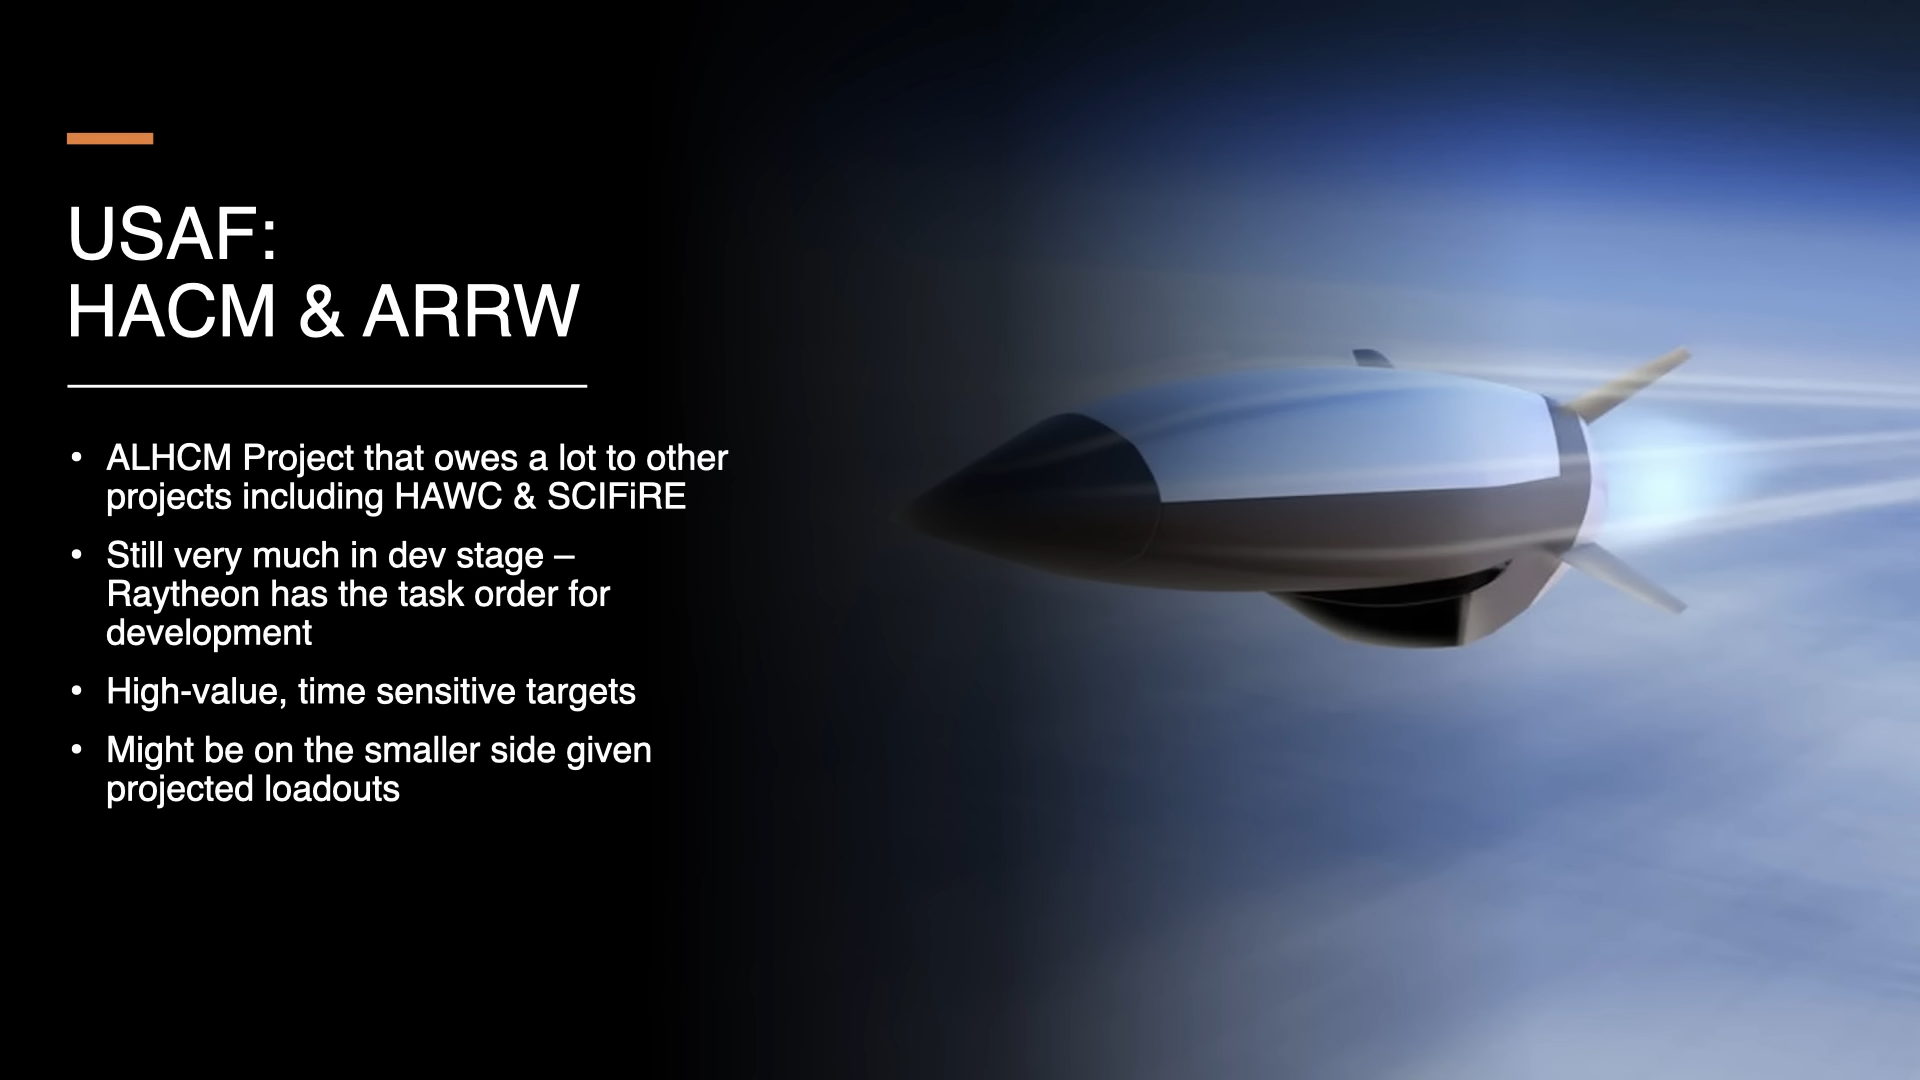 USAF:
HACM & ARRW
• ALHCM Project that owes a lot to other
projects including HAWC & SCIFiRE
• Still very much in dev stage –
Raytheon has the task order for
development
• High-value, time sensitive targets
• Might be on the smaller side given
projected loadouts